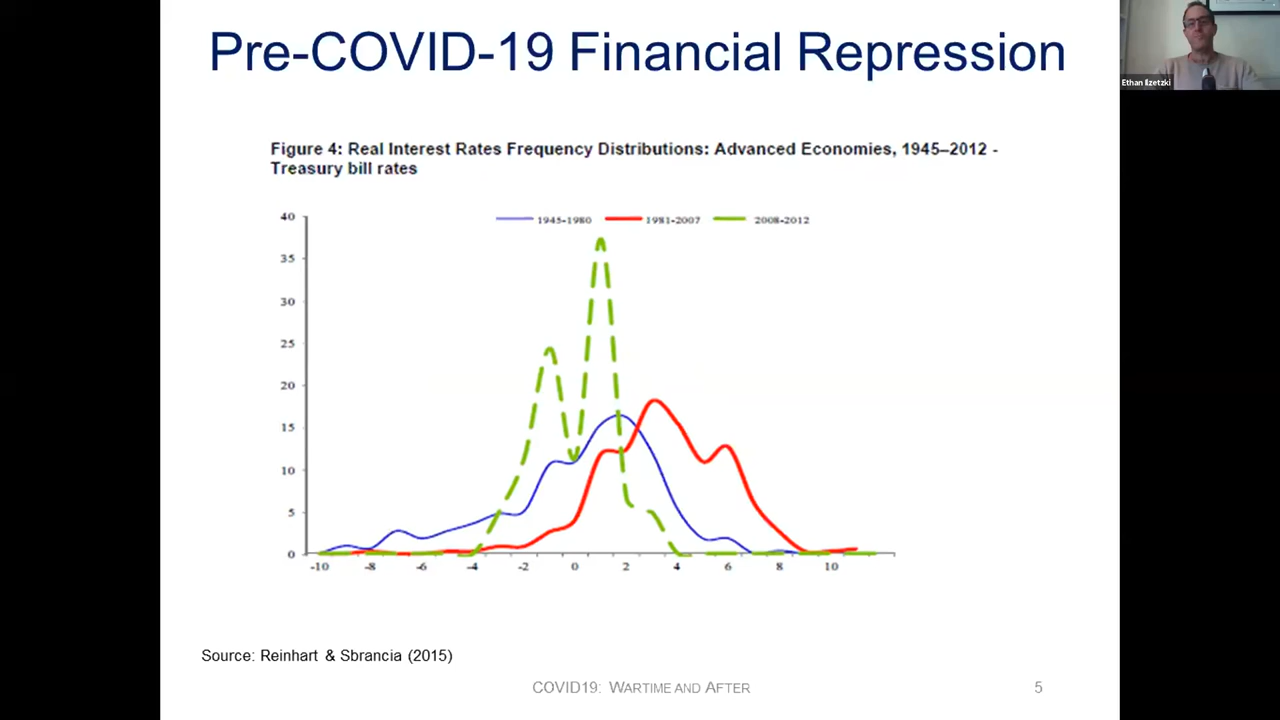 Pre-COVID-19 Financial Repression
Ethan Ilzetzki
Figure 4: Real Interest Rates Frequency Distributions: Advanced Economies, 1945–2012 -
Treasury bill rates
1945-1980 1981-2007 2008-2012
40
35
30
25
20
15
10
5
0
-10 -8 -6 -4 -2 0 2 4 6 8 10
Source: Reinhart & Sbrancia (2015)
COVID19: WARTIME AND AFTER 5